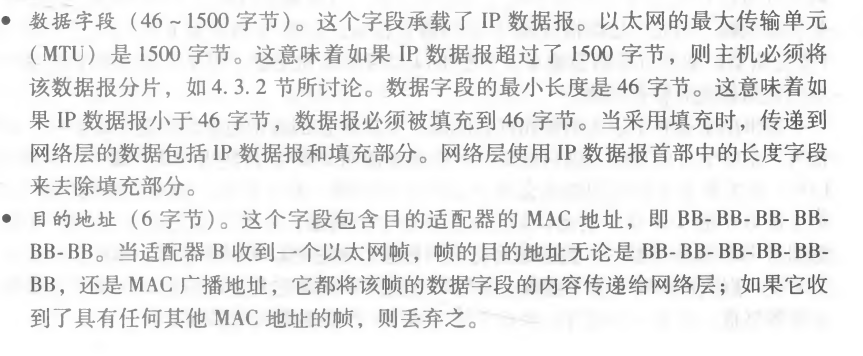 ● 数据字段（46 ~ 1500 字节）。这个字段承载了 IP 数据报。以太网的最大传输单元
（MTU）是 1500 字节。这意味着如果 IP 数据报超过了 1500 字节，则主机必须将
该数据报分片，如 4.3.2 节所讨论。数据字段的最小长度是 46 字节。这意味着如
果 IP 数据报小于 46 字节，数据报必须被填充到 46 字节。当采用填充时，传递到
网络层的数据包括 IP 数据报和填充部分。网络层使用 IP 数据报首部中的长度字段
来去除填充部分。
● 目的地址（6 字节）。这个字段包含目的适配器的 MAC 地址，即 BB-BB-BB-BB-
BB-BB。当适配器 B 收到一个以太网帧，帧的目的地址无论是 BB-BB-BB-BB-BB-
BB，还是 MAC 广播地址，它都将该帧的数据字段的内容传递给网络层；如果它收
到了具有任何其他 MAC 地址的帧，则丢弃之。